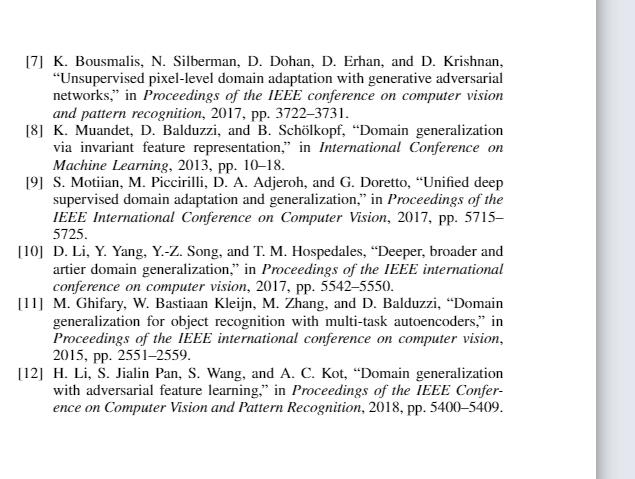 [7] K. Bousmalis, N. Silberman, D. Dohan, D. Erhan, and D. Krishnan,
“Unsupervised pixel-level domain adaptation with generative adversarial
networks,” in Proceedings of the IEEE conference on computer vision
and pattern recognition, 2017, pp. 3722–3731.
[8] K. Muandet, D. Balduzzi, and B. Schölkopf, “Domain generalization
via invariant feature representation,” in International Conference on
Machine Learning, 2013, pp. 10–18.
[9] S. Motiian, M. Piccirilli, D. A. Adjeroh, and G. Doretto, “Unified deep
supervised domain adaptation and generalization,” in Proceedings of the
IEEE International Conference on Computer Vision, 2017, pp. 5715–
5725.
[10] D. Li, Y. Yang, Y.-Z. Song, and T. M. Hospedales, “Deeper, broader and
artier domain generalization,” in Proceedings of the IEEE international
conference on computer vision, 2017, pp. 5542–5550.
[11] M. Ghifary, W. Bastiaan Kleijn, M. Zhang, and D. Balduzzi, “Domain
generalization for object recognition with multi-task autoencoders,” in
Proceedings of the IEEE international conference on computer vision,
2015, pp. 2551–2559.
[12] H. Li, S. Jialin Pan, S. Wang, and A. C. Kot, “Domain generalization
with adversarial feature learning,” in Proceedings of the IEEE Confer-
ence on Computer Vision and Pattern Recognition, 2018, pp. 5400–5409.